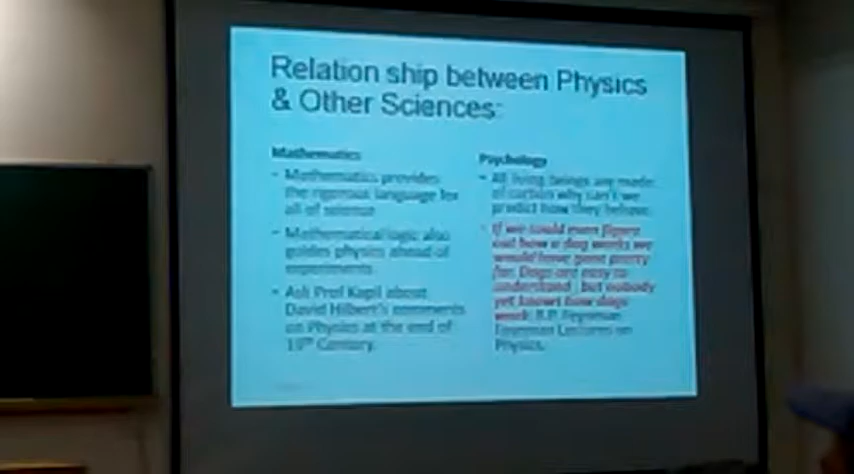 Relation ship between Physics
& Other Sciences:
Mathematics
- Mathematics provides
the rigorous language for
all of science
- Mathematical logic also
guides physics ahead of
experiments
- Ask Prof Kapil about
David Hilbert's comments
on Physics at the end of
19th Century.
Psychology
- All living beings are made
of carbon why can't we
predict how they behave.
- If we could even figure
out how a dog works we
would have gone pretty
far. Dogs are easy to
understand, but nobody
yet knows how dogs
work. R.P. Feynman
Feynman Lectures on
Physics.